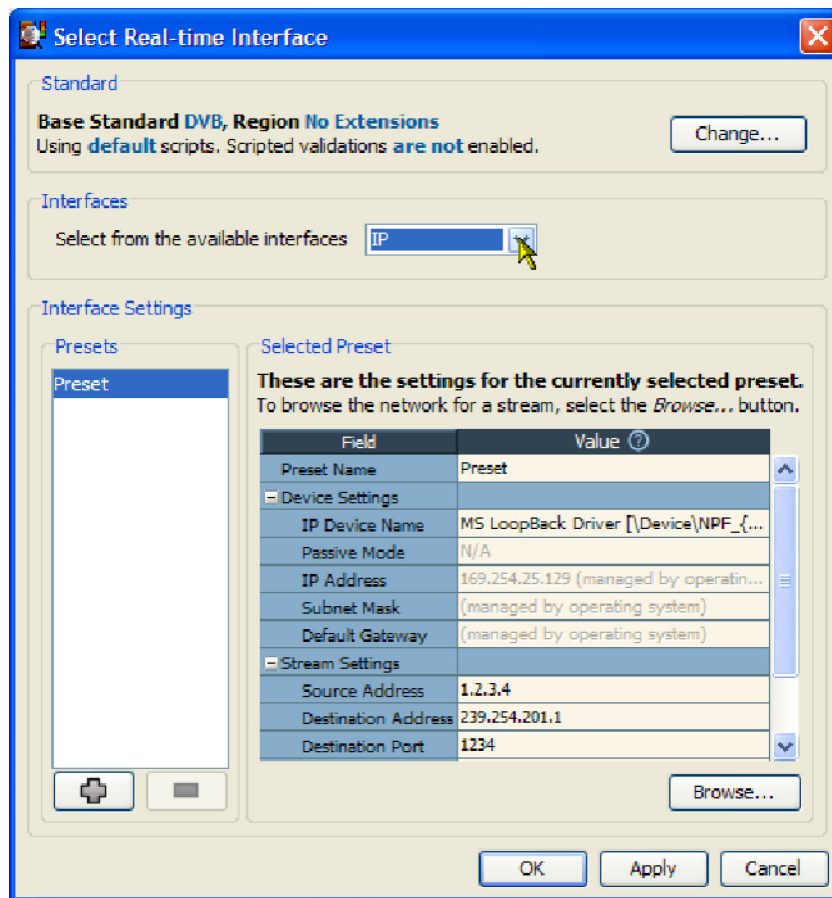 Select Real-time Interface
Standard
Base Standard DVB, Region No Extensions
Using default scripts. Scripted validations are not enabled.
Change...
Interfaces
Select from the available interfaces IP
Interface Settings
Presets
Preset
Selected Preset
These are the settings for the currently selected preset.
To browse the network for a stream, select the Browse... button.
Field Value ?
Preset Name Preset
Device Settings
IP Device Name MS LoopBack Driver [\Device\NPF_{...
Passive Mode N/A
IP Address 169.254.25.129 (managed by operatin...
Subnet Mask (managed by operating system)
Default Gateway (managed by operating system)
Stream Settings
Source Address 1.2.3.4
Destination Address 239.254.201.1
Destination Port 1234
Browse...
OK Apply Cancel